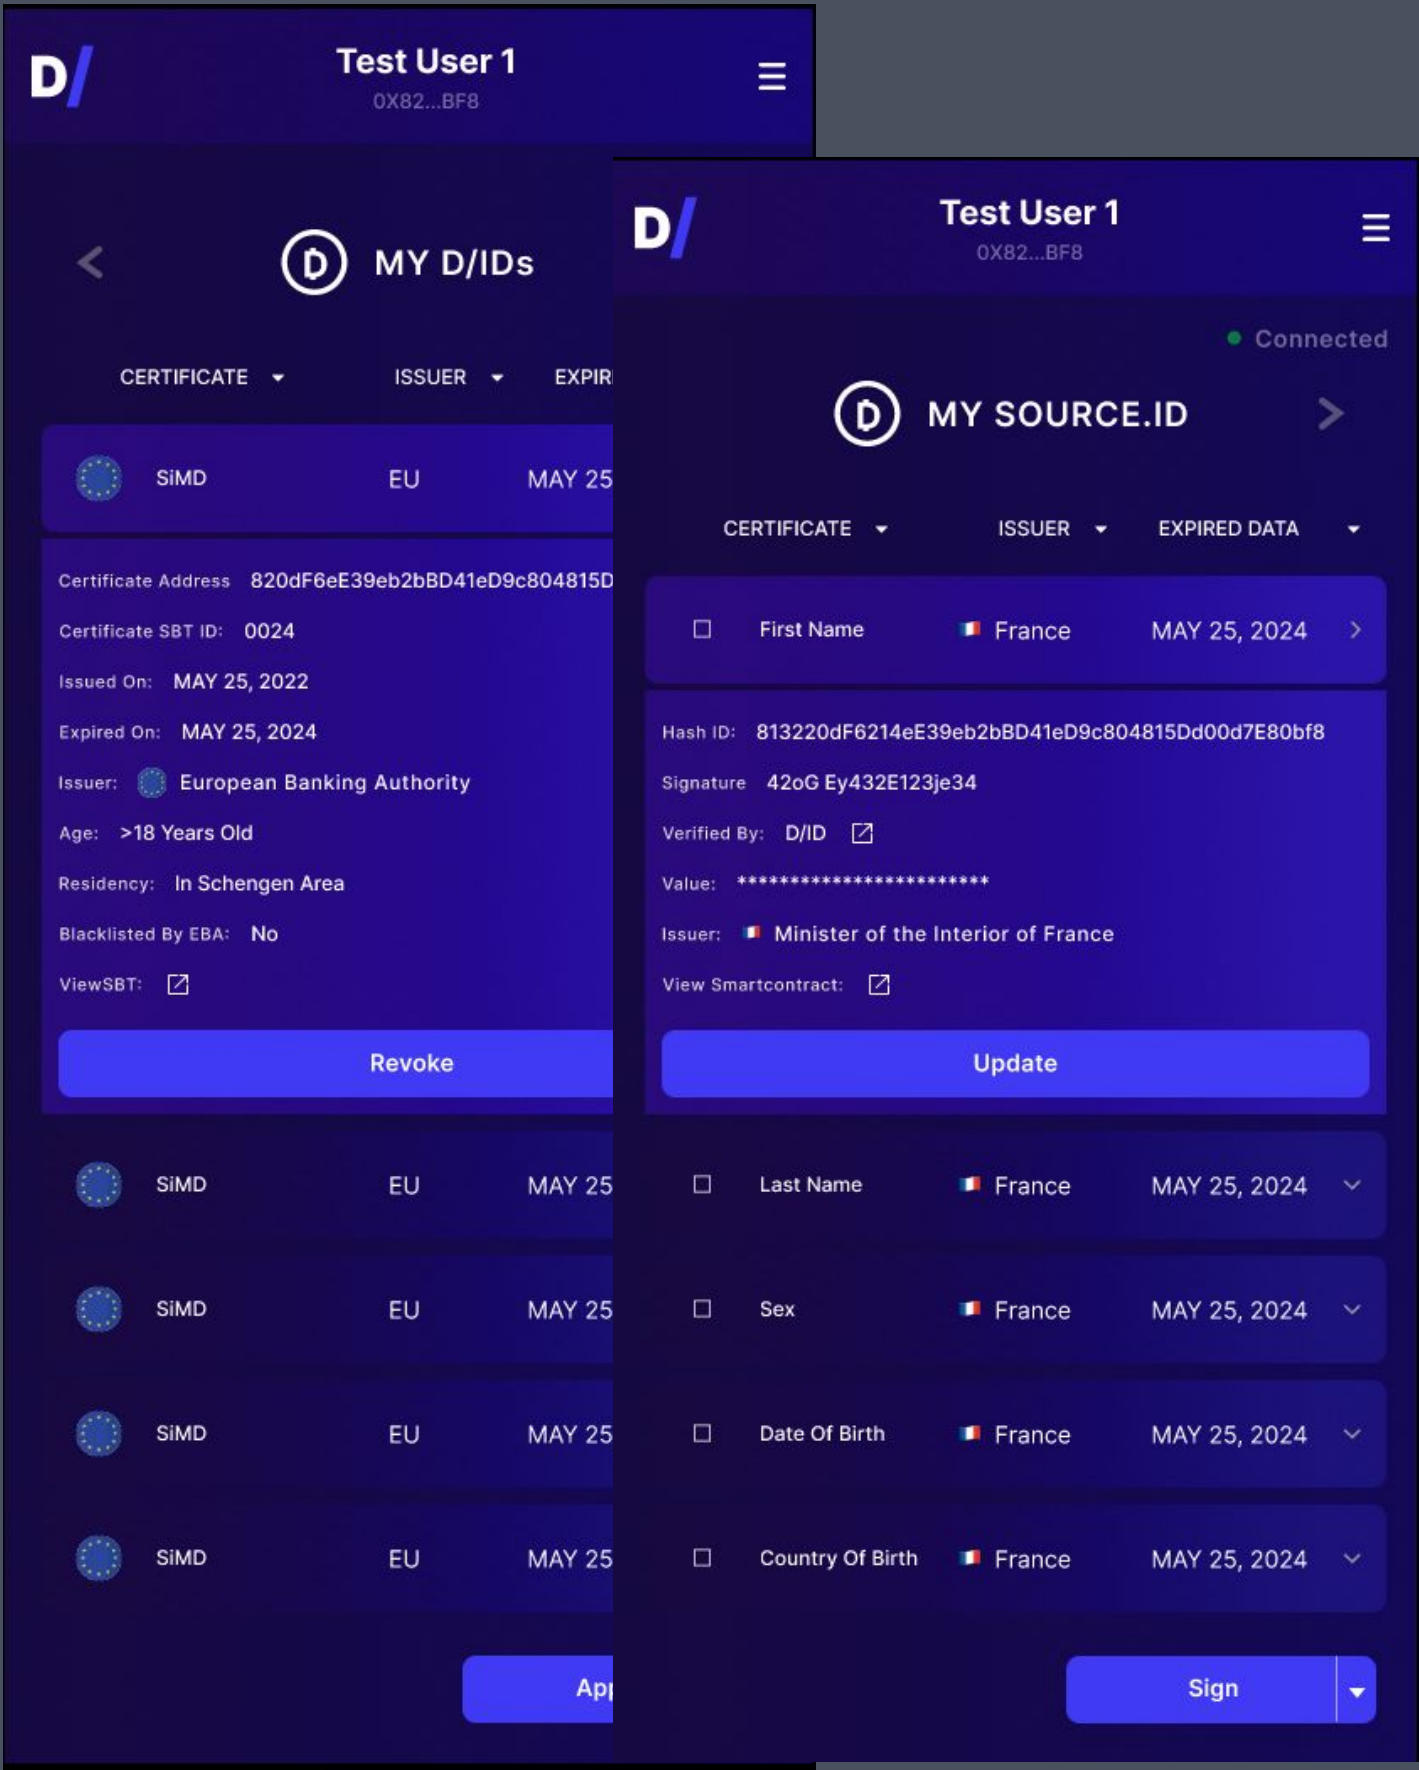 D/
Test User 1
0X82...BF8
MY D/IDs
CERTIFICATE ISSUER
SiMD EU MAY 25
Certificate Address 820dF6eE39eb2bBD41eD9c804815D
Certificate SBT ID: 0024
Issued On: MAY 25, 2022
Expired On: MAY 25, 2024
Issuer: European Banking Authority
Age: >18 Years Old
Residency: In Schengen Area
Blacklisted By EBA: No
ViewSBT:
Revoke
SiMD EU MAY 25
SiMD EU MAY 25
SiMD EU MAY 25
SiMD EU MAY 25
D/
Test User 1
0X82...BF8
Connected
MY SOURCE.ID
CERTIFICATE ISSUER EXPIRED DATA
First Name France MAY 25, 2024
Hash ID: 813220dF6214eE39eb2bBD41eD9c804815Dd00d7E80bf8
Signature 42oG Ey432E123je34
Verified By: D/ID
Value: ************************
Issuer: Minister of the Interior of France
View Smartcontract:
Update
Last Name France MAY 25, 2024
Sex France MAY 25, 2024
Date Of Birth France MAY 25, 2024
Country Of Birth France MAY 25, 2024
Sign